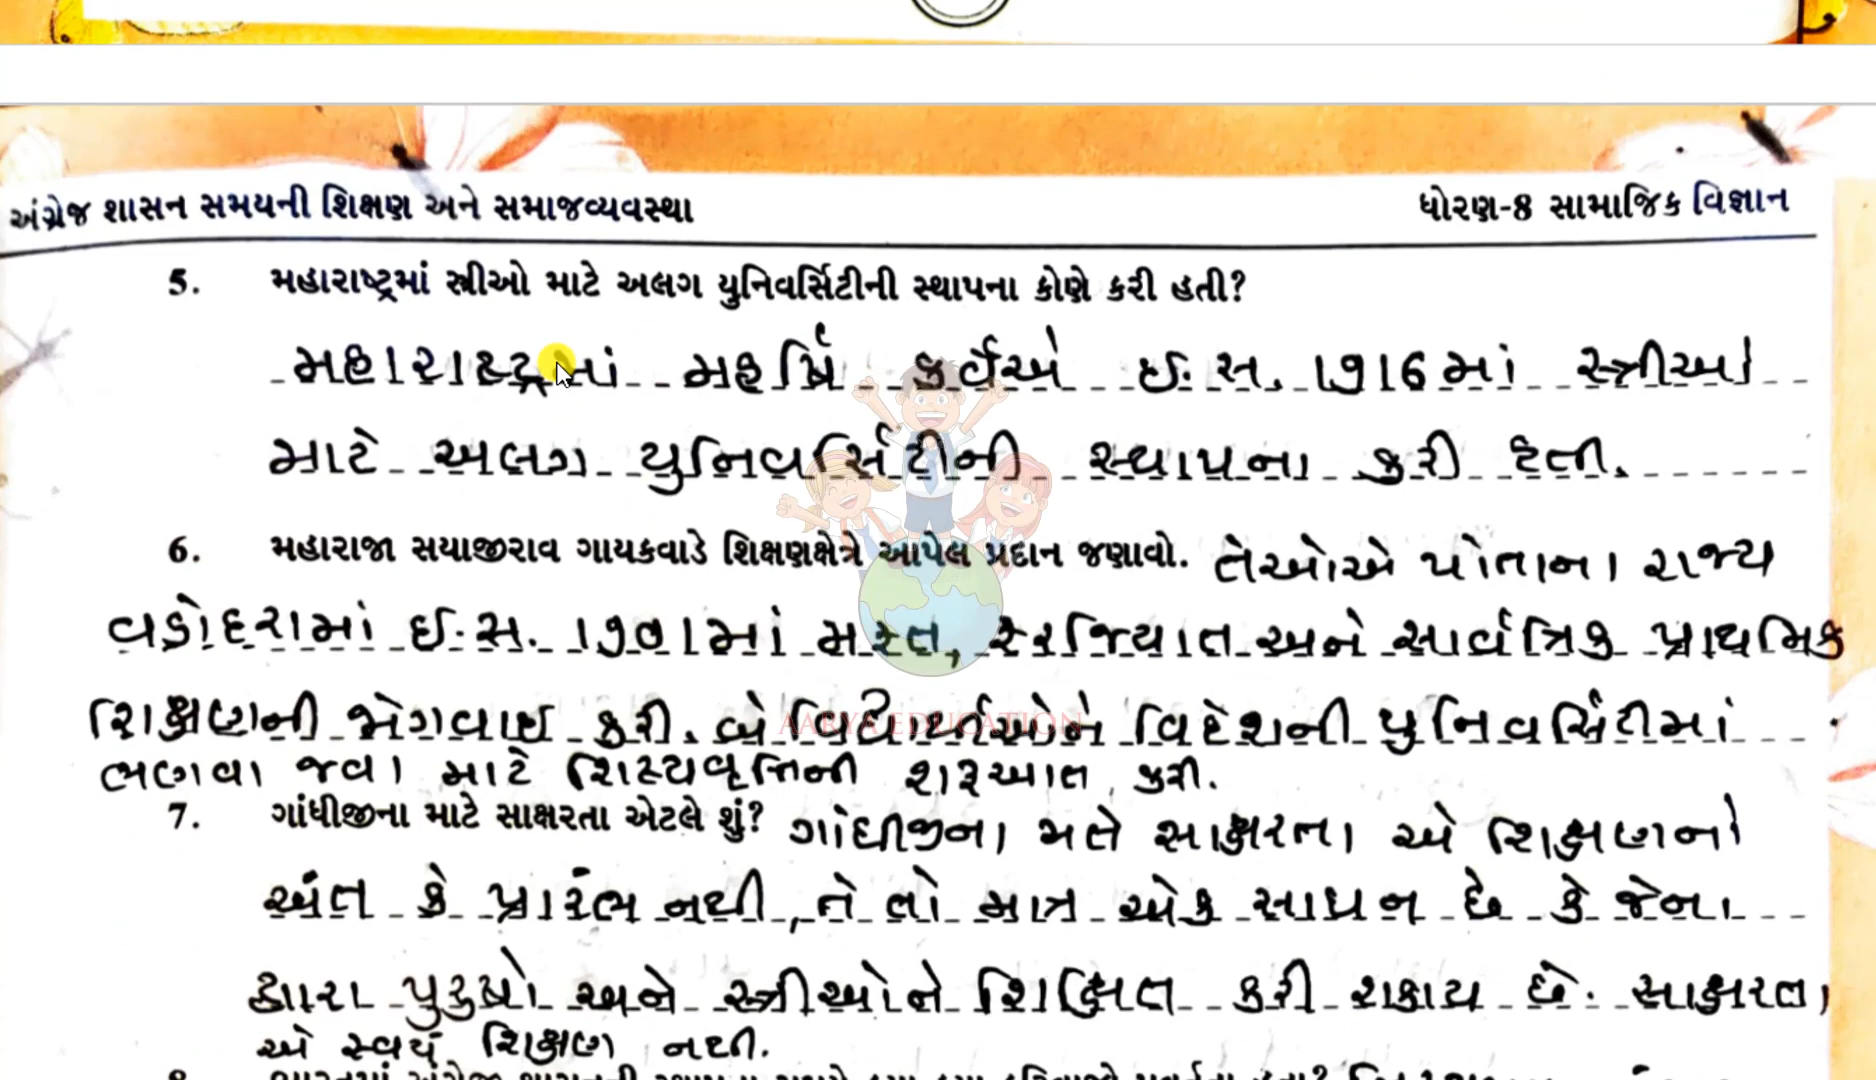 અંગ્રેજ શાસન સમયની શિક્ષણ અને સમાજવ્યવસ્થા
ધોરણ-8 સામાજિક વિજ્ઞાન
5. મહારાષ્ટ્રમાં સ્ત્રીઓ માટે અલગ યુનિવર્સિટીની સ્થાપના કોણે કરી હતી?
મહારાષ્ટ્રમાં મહર્ષિ કર્વેએ ઈ.સ. 1916માં સ્ત્રીઓ
માટે અલગ યુનિવર્સિટીની સ્થાપના કરી હતી.
6. મહારાજા સયાજીરાવ ગાયકવાડે શિક્ષણક્ષેત્રે આપેલ પ્રદાન જણાવો. તેઓએ પોતાના રાજ્ય
વડોદરામાં ઈ.સ. 1901માં મફત, ફરજિયાત અને સાર્વત્રિક પ્રાથમિક
શિક્ષણની જોગવાઈ કરી. બે વિદ્યાર્થીઓને વિદેશની યુનિવર્સિટીમાં
AARYA EDUCATION
ભણવા જવા માટે શિષ્યવૃત્તિની શરૂઆત કરી.
7. ગાંધીજીના માટે સાક્ષરતા એટલે શું? ગાંધીજીના મતે સાક્ષરતા એ શિક્ષણનો
અંત કે પ્રારંભ નથી, તે તો માત્ર એક સાધન છે કે જેના
દ્વારા પુરુષો અને સ્ત્રીઓને શિક્ષિત કરી શકાય છે. સાક્ષરતા
એ સ્વયં શિક્ષણ નથી.